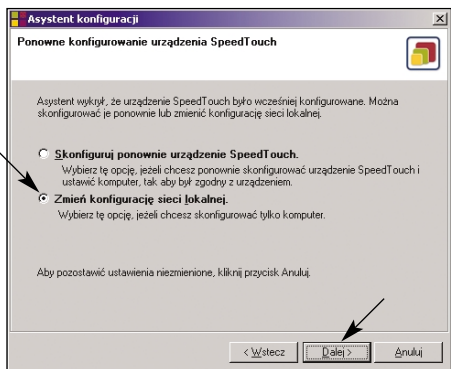 Asystent konfiguracji
Ponowne konfigurowanie urządzenia SpeedTouch
Asystent wykrył, że urządzenie SpeedTouch było wcześniej konfigurowane. Można
skonfigurować je ponownie lub zmienić konfigurację sieci lokalnej.
Skonfiguruj ponownie urządzenie SpeedTouch.
Wybierz tę opcję, jeżeli chcesz ponownie skonfigurować urządzenie SpeedTouch i
ustawić komputer, tak aby był zgodny z urządzeniem.
Zmień konfigurację sieci lokalnej.
Wybierz tę opcję, jeżeli chcesz skonfigurować tylko komputer.
Aby pozostawić ustawienia niezmienione, kliknij przycisk Anuluj.
< Wstecz
Dalej >
Anuluj